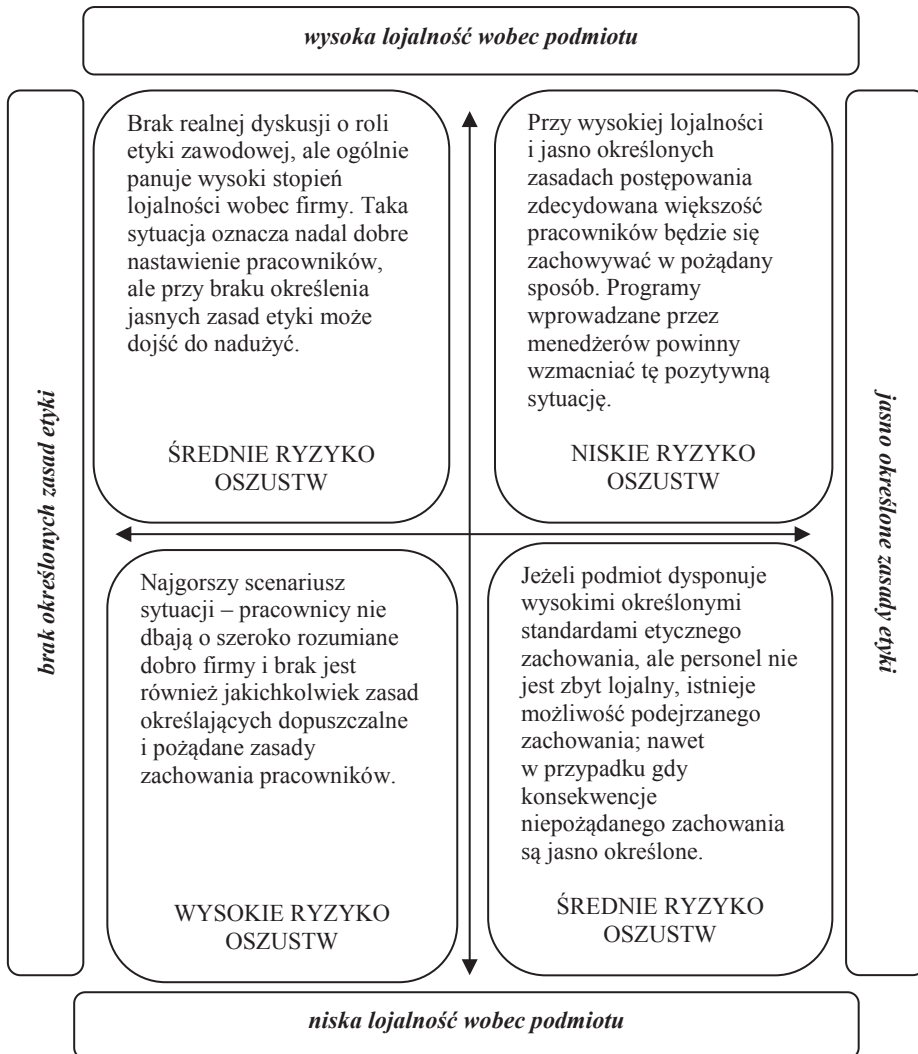 wysoka lojalność wobec podmiotu
brak określonych zasad etyki
Brak realnej dyskusji o roli
etyki zawodowej, ale ogólnie
panuje wysoki stopień
lojalności wobec firmy. Taka
sytuacja oznacza nadal dobre
nastawienie pracowników,
ale przy braku określenia
jasnych zasad etyki może
dojść do nadużyć.
ŚREDNIE RYZYKO
OSZUSTW
Przy wysokiej lojalności
i jasno określonych
zasadach postępowania
zdecydowana większość
pracowników będzie się
zachowywać w pożądany
sposób. Programy
wprowadzane przez
menedżerów powinny
wzmacniać tę pozytywną
sytuację.
NISKIE RYZYKO
OSZUSTW
jasno określone zasady etyki
Najgorszy scenariusz
sytuacji – pracownicy nie
dbają o szeroko rozumiane
dobro firmy i brak jest
również jakichkolwiek zasad
określających dopuszczalne
i pożądane zasady
zachowania pracowników.
WYSOKIE RYZYKO
OSZUSTW
Jeżeli podmiot dysponuje
wysokimi określonymi
standardami etycznego
zachowania, ale personel nie
jest zbyt lojalny, istnieje
możliwość podejrzanego
zachowania; nawet
w przypadku gdy
konsekwencje
niepożądanego zachowania
są jasno określone.
ŚREDNIE RYZYKO
OSZUSTW
niska lojalność wobec podmiotu